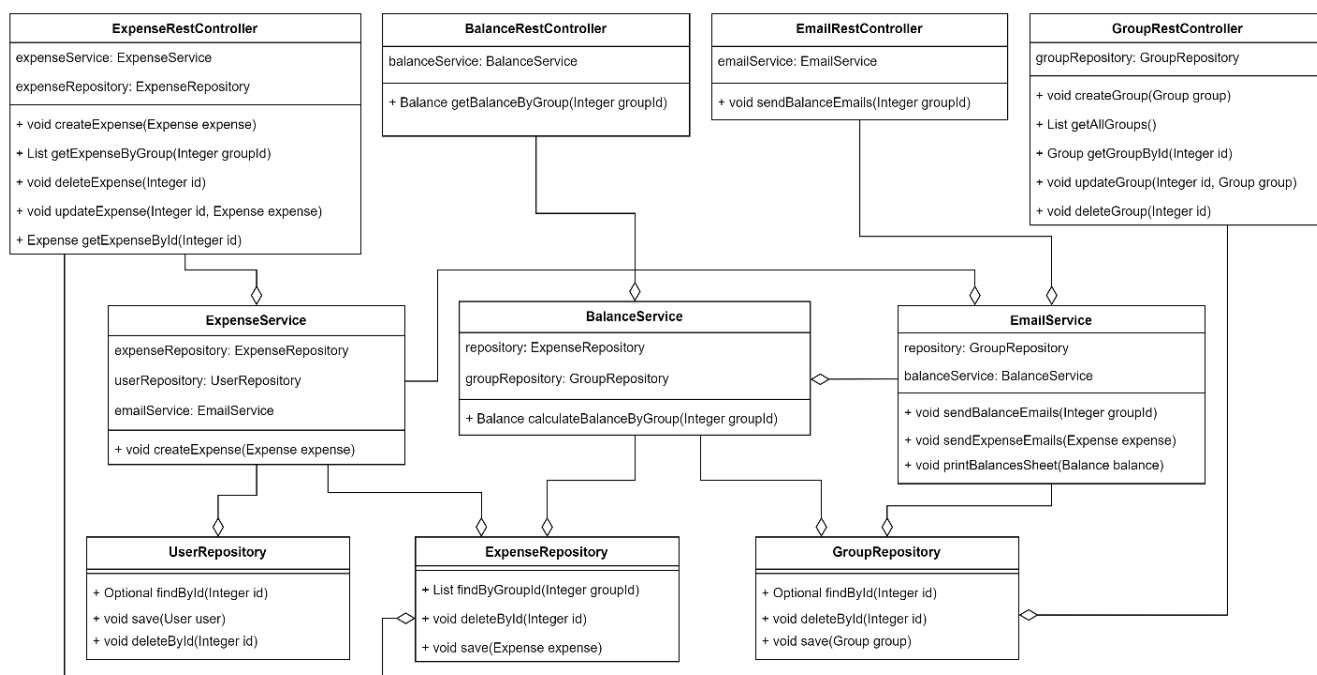 ExpenseRestController
expenseService: ExpenseService
expenseRepository: ExpenseRepository
+ void createExpense(Expense expense)
+ List getExpenseByGroup(Integer groupId)
+ void deleteExpense(Integer id)
+ void updateExpense(Integer id, Expense expense)
+ Expense getExpenseById(Integer id)
BalanceRestController
balanceService: BalanceService
+ Balance getBalanceByGroup(Integer groupId)
EmailRestController
emailService: EmailService
+ void sendBalanceEmails(Integer groupId)
GroupRestController
groupRepository: GroupRepository
+ void createGroup(Group group)
+ List getAllGroups()
+ Group getGroupById(Integer id)
+ void updateGroup(Integer id, Group group)
+ void deleteGroup(Integer id)
ExpenseService
expenseRepository: ExpenseRepository
userRepository: UserRepository
emailService: EmailService
+ void createExpense(Expense expense)
BalanceService
repository: ExpenseRepository
groupRepository: GroupRepository
+ Balance calculateBalanceByGroup(Integer groupId)
EmailService
repository: GroupRepository
balanceService: BalanceService
+ void sendBalanceEmails(Integer groupId)
+ void sendExpenseEmails(Expense expense)
+ void printBalancesSheet(Balance balance)
UserRepository
+ Optional findById(Integer id)
+ void save(User user)
+ void deleteById(Integer id)
ExpenseRepository
+ List findByGroupId(Integer groupId)
+ void deleteById(Integer id)
+ void save(Expense expense)
GroupRepository
+ Optional findById(Integer id)
+ void deleteById(Integer id)
+ void save(Group group)